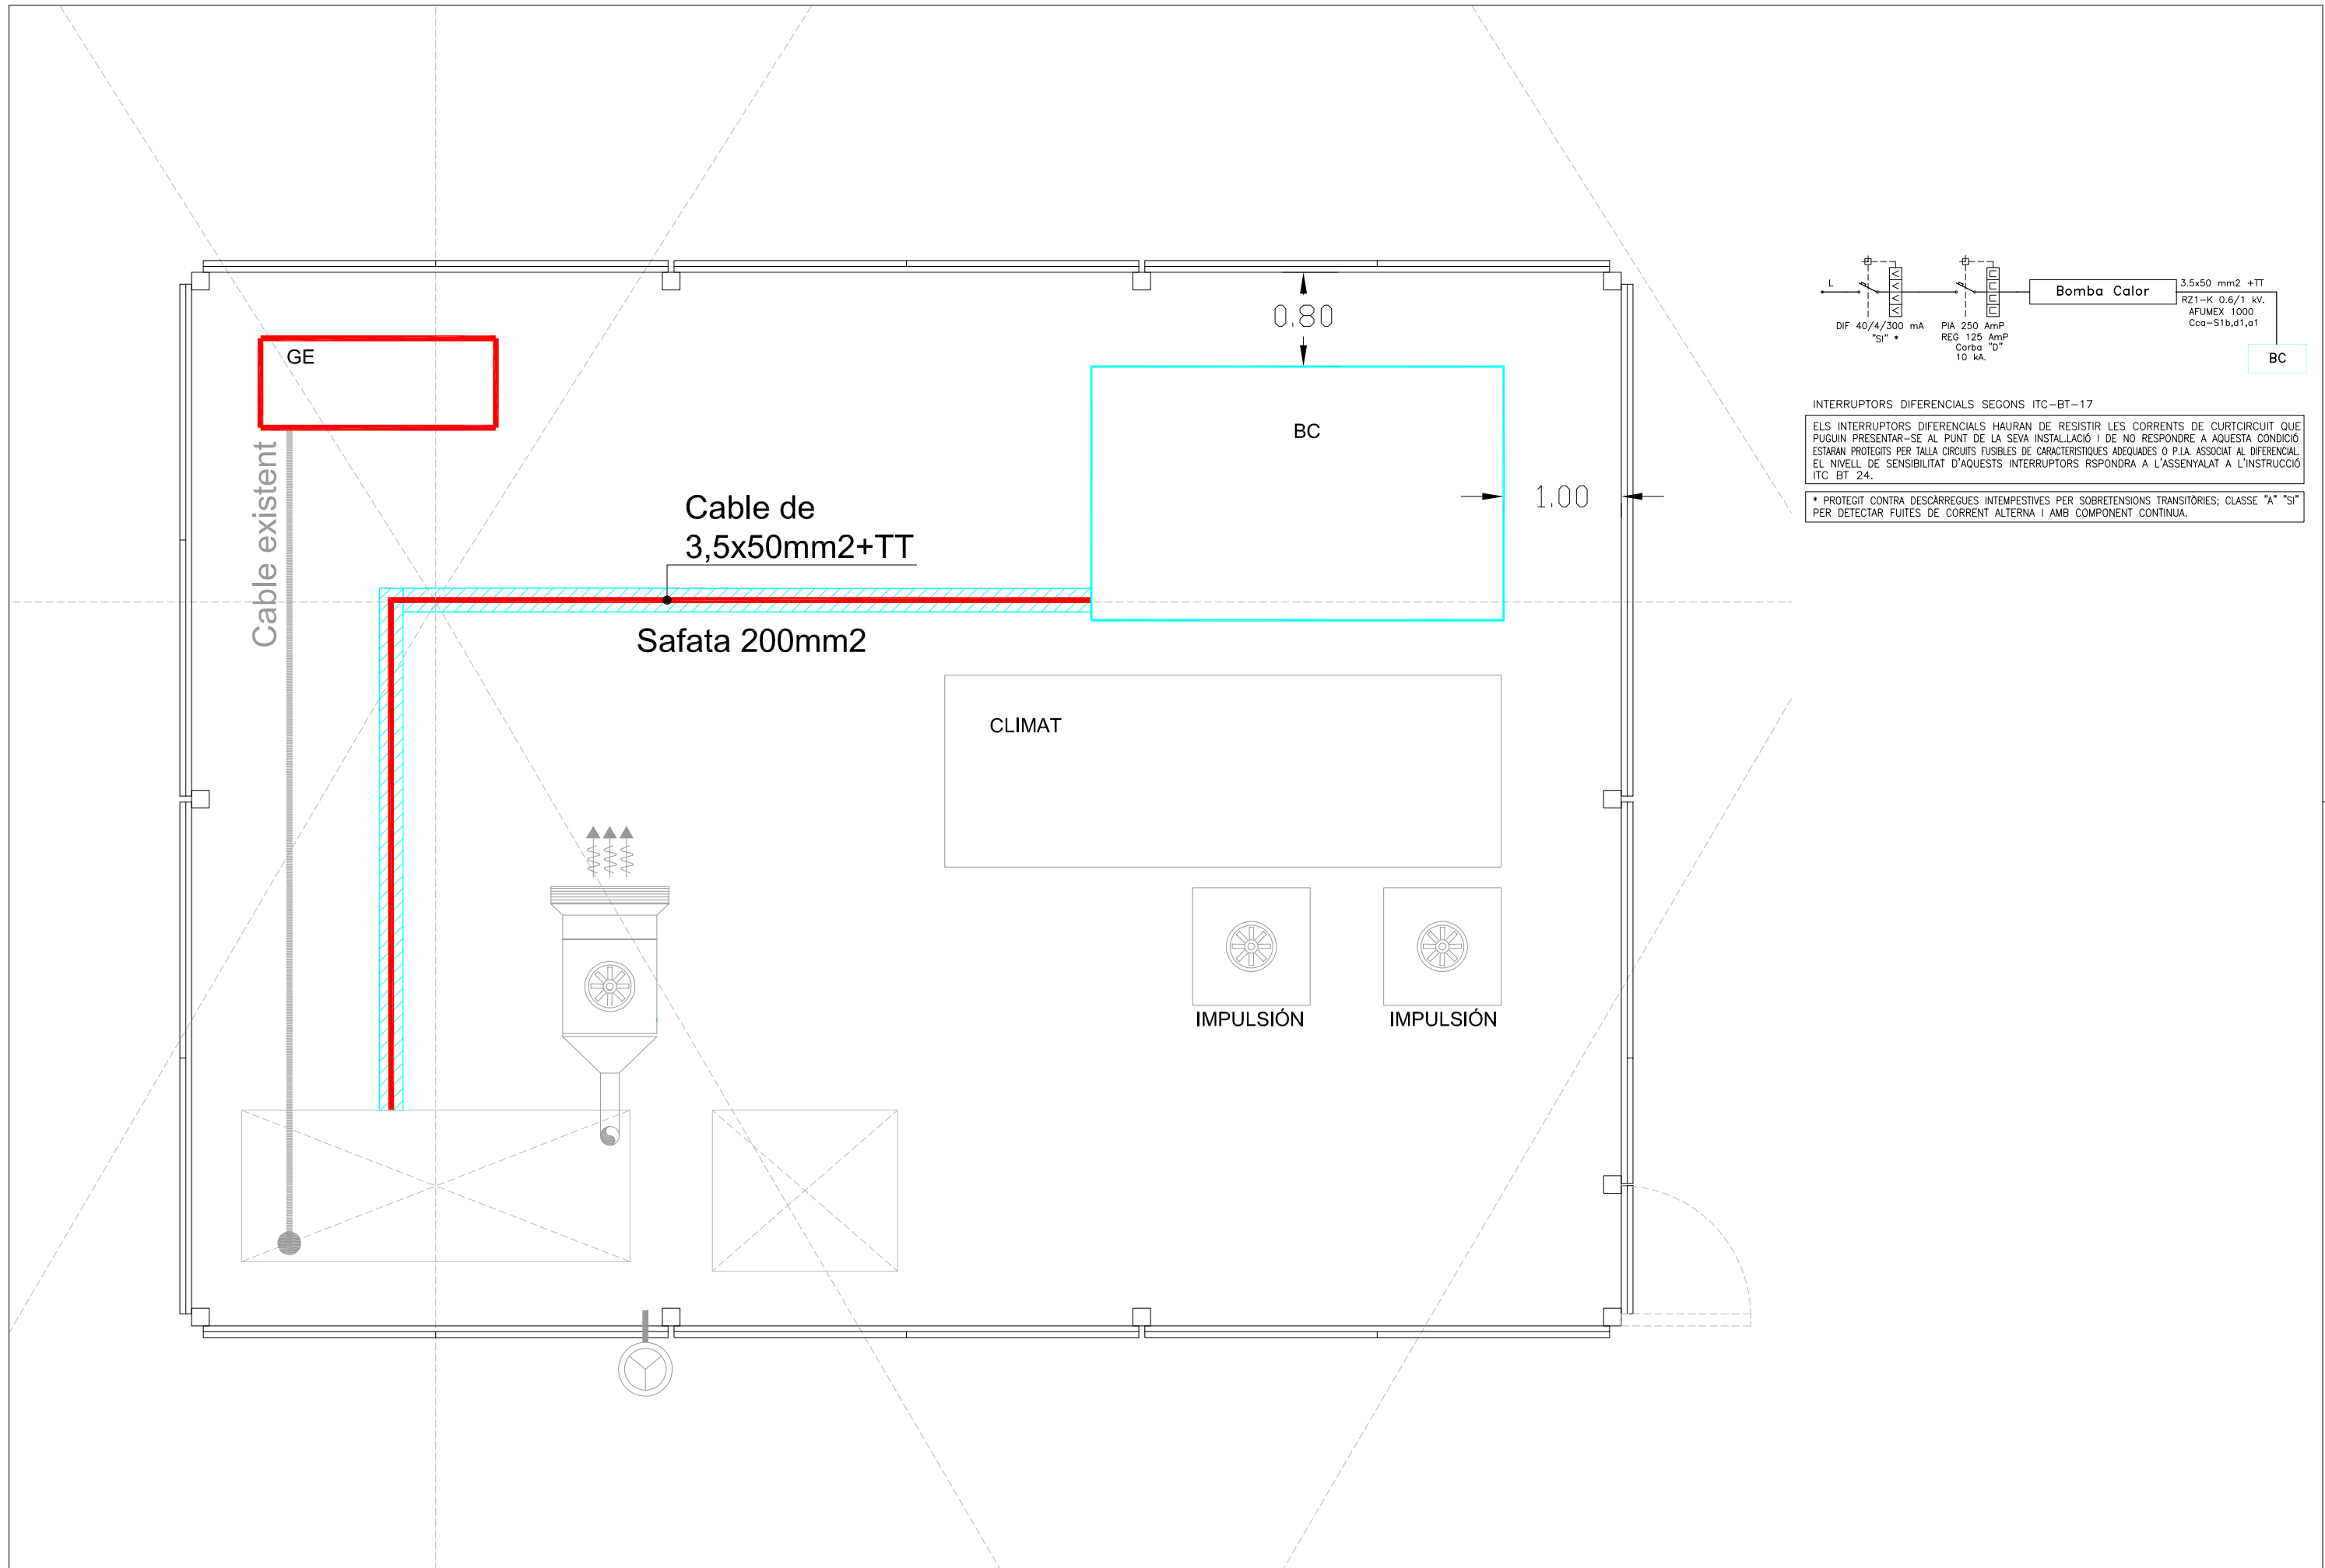 GE
Cable existent
Cable de
3,5x50mm2+TT
Safata 200mm2
0.80
BC
1.00
CLIMAT
IMPULSIÓN
IMPULSIÓN
L
DIF 40/4/300 mA
"SI" *
PIA 250 AmP
REG 125 AmP
Corba "D"
10 kA.
Bomba Calor
3.5x50 mm2 +TT
RZ1-K 0.6/1 kV.
AFUMEX 1000
Cca-S1b,d1,a1
BC
INTERRUPTORS DIFERENCIALS SEGONS ITC-BT-17
ELS INTERRUPTORS DIFERENCIALS HAURAN DE RESISTIR LES CORRENTS DE CURTCIRCUIT QUE
PUGUIN PRESENTAR-SE AL PUNT DE LA SEVA INSTAL.LACIÓ I DE NO RESPONDRE A AQUESTA CONDICIÓ
ESTARAN PROTEGITS PER TALLA CIRCUITS FUSIBLES DE CARACTERISTIQUES ADEQUADES O P.I.A. ASSOCIAT AL DIFERENCIAL.
EL NIVELL DE SENSIBILITAT D'AQUESTS INTERRUPTORS RSPONDRA A L'ASSENYALAT A L'INSTRUCCIÓ
ITC BT 24.
* PROTEGIT CONTRA DESCÀRREGUES INTEMPESTIVES PER SOBRETENSIONS TRANSITÒRIES; CLASSE "A" "SI"
PER DETECTAR FUITES DE CORRENT ALTERNA I AMB COMPONENT CONTINUA.